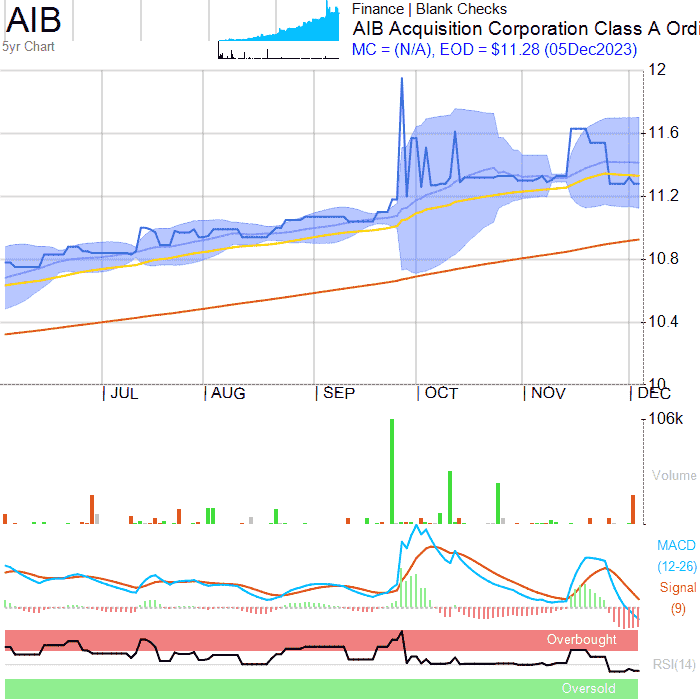 AIB
5yr Chart
Finance | Blank Checks
AIB Acquisition Corporation Class A Ordi
MC = (N/A), EOD = $11.28 (05Dec2023)
12
11.6
11.2
10.8
10.4
10
JUL AUG SEP OCT NOV DEC
106k
Volume
MACD
(12-26)
Signal
(9)
Overbought
RSI(14)
Oversold